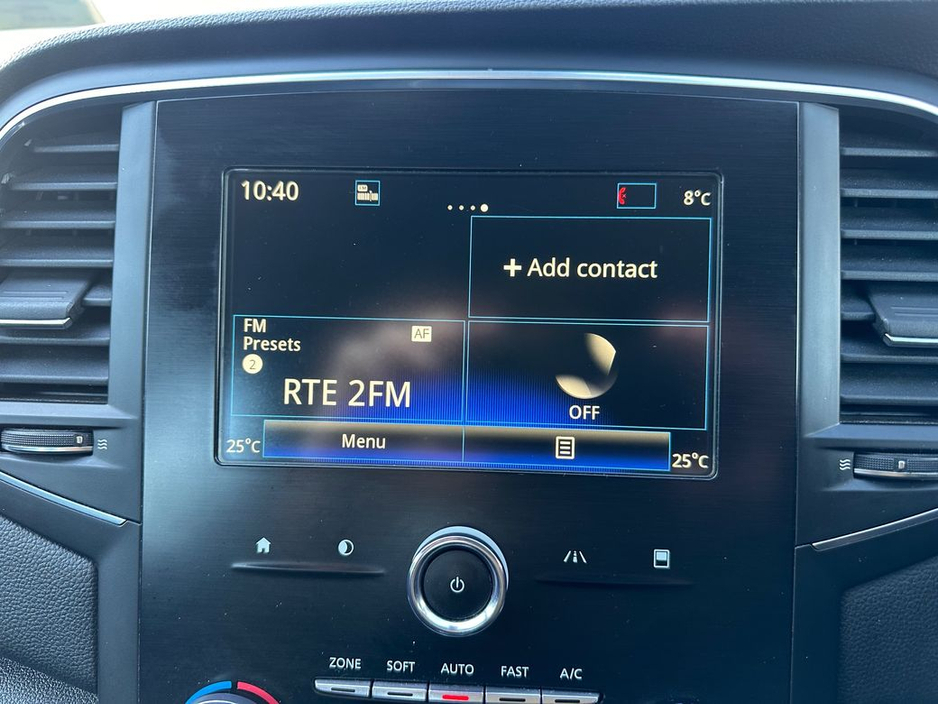 10:40
8°C
+ Add contact
FM
Presets
AF
2
RTE 2FM
OFF
25°C
Menu
25°C
ZONE
SOFT
AUTO
FAST
A/C